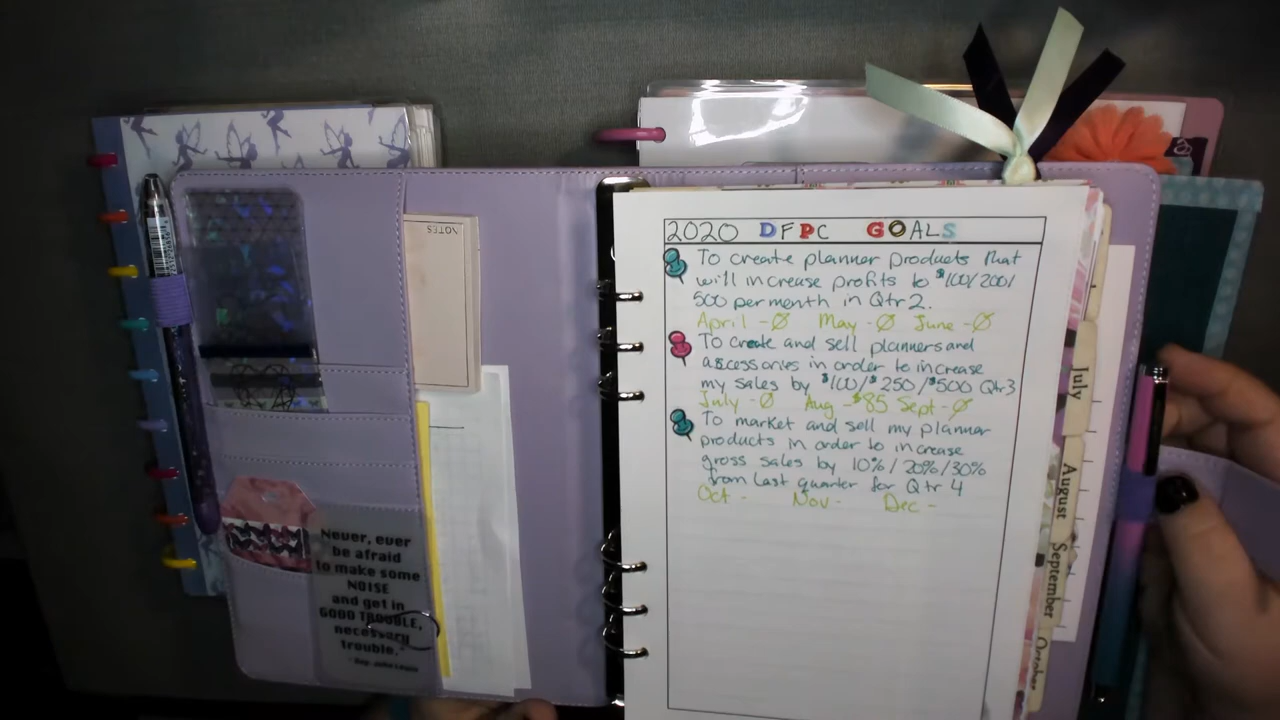 NOTES
Never, ever
be afraid
to make some
NOISE
and get in
GOOD TROUBLE,
necessary
trouble."
- Rep. John Lewis
2020 DFPC GOALS
To create planner products that
will increase profits to $100/200/
500 per month in Qtr 2.
April - Ø May - Ø June - Ø
To create and sell planners and
accessories in order to increase
my sales by $100/$250/$500 Qtr 3
July - Ø Aug - $85 Sept - Ø
To market and sell my planner
products in order to increase
gross sales by 10%/20%/30%
from last quarter for Qtr 4
Oct - Nov - Dec -
July
August
September
October